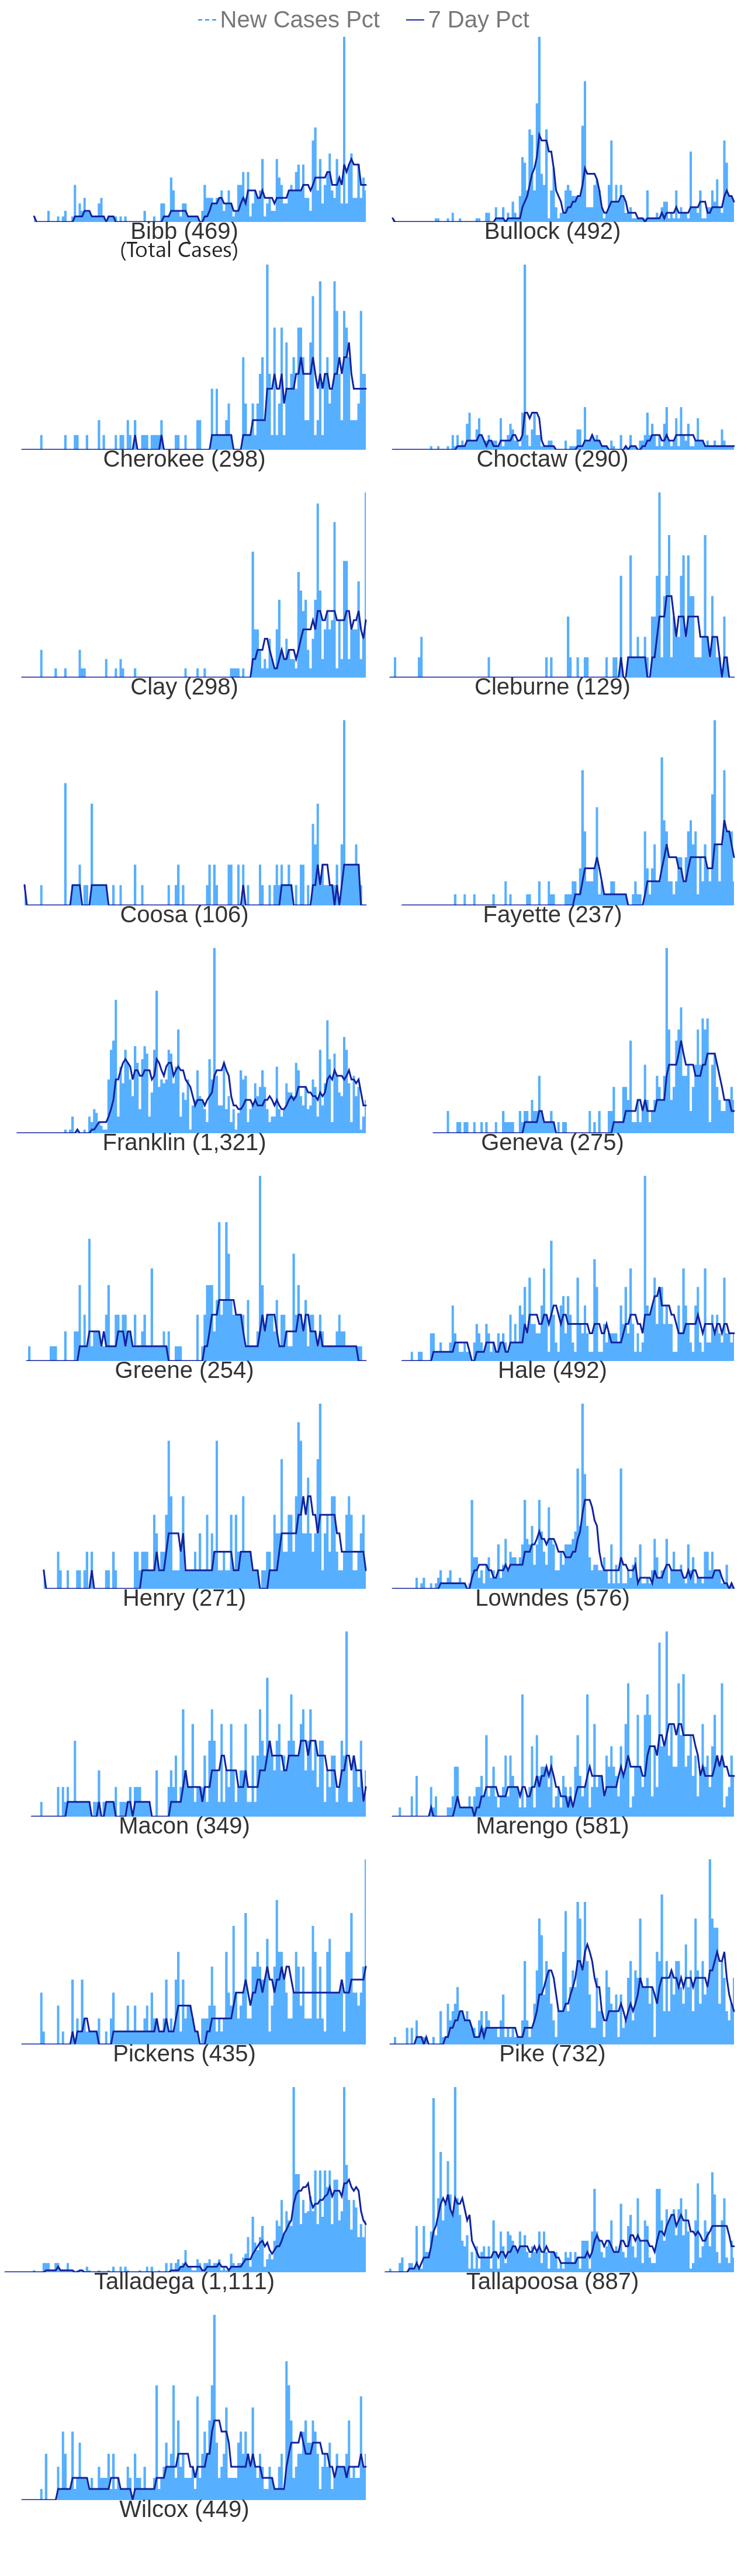 New Cases Pct 7 Day Pct
Bibb (469) Bullock (492)
(Total Cases)
Cherokee (298) Choctaw (290)
Clay (298) Cleburne (129)
Coosa (106) Fayette (237)
Franklin (1,321) Geneva (275)
Greene (254) Hale (492)
Henry (271) Lowndes (576)
Macon (349) Marengo (581)
Pickens (435) Pike (732)
Talladega (1,111) Tallapoosa (887)
Wilcox (449)